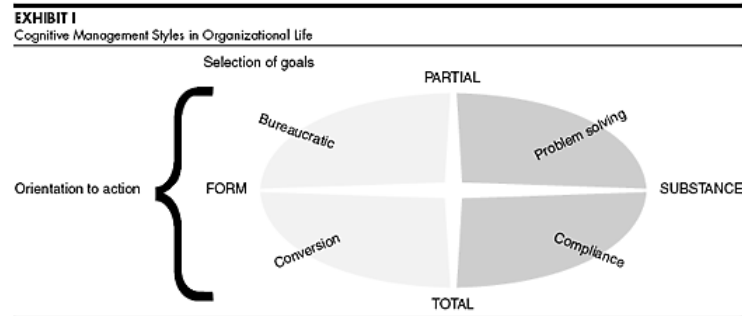 EXHIBIT I
Cognitive Management Styles in Organizational Life
Selection of goals
PARTIAL
Bureaucratic
Problem solving
Orientation to action
FORM
SUBSTANCE
Conversion
Compliance
TOTAL